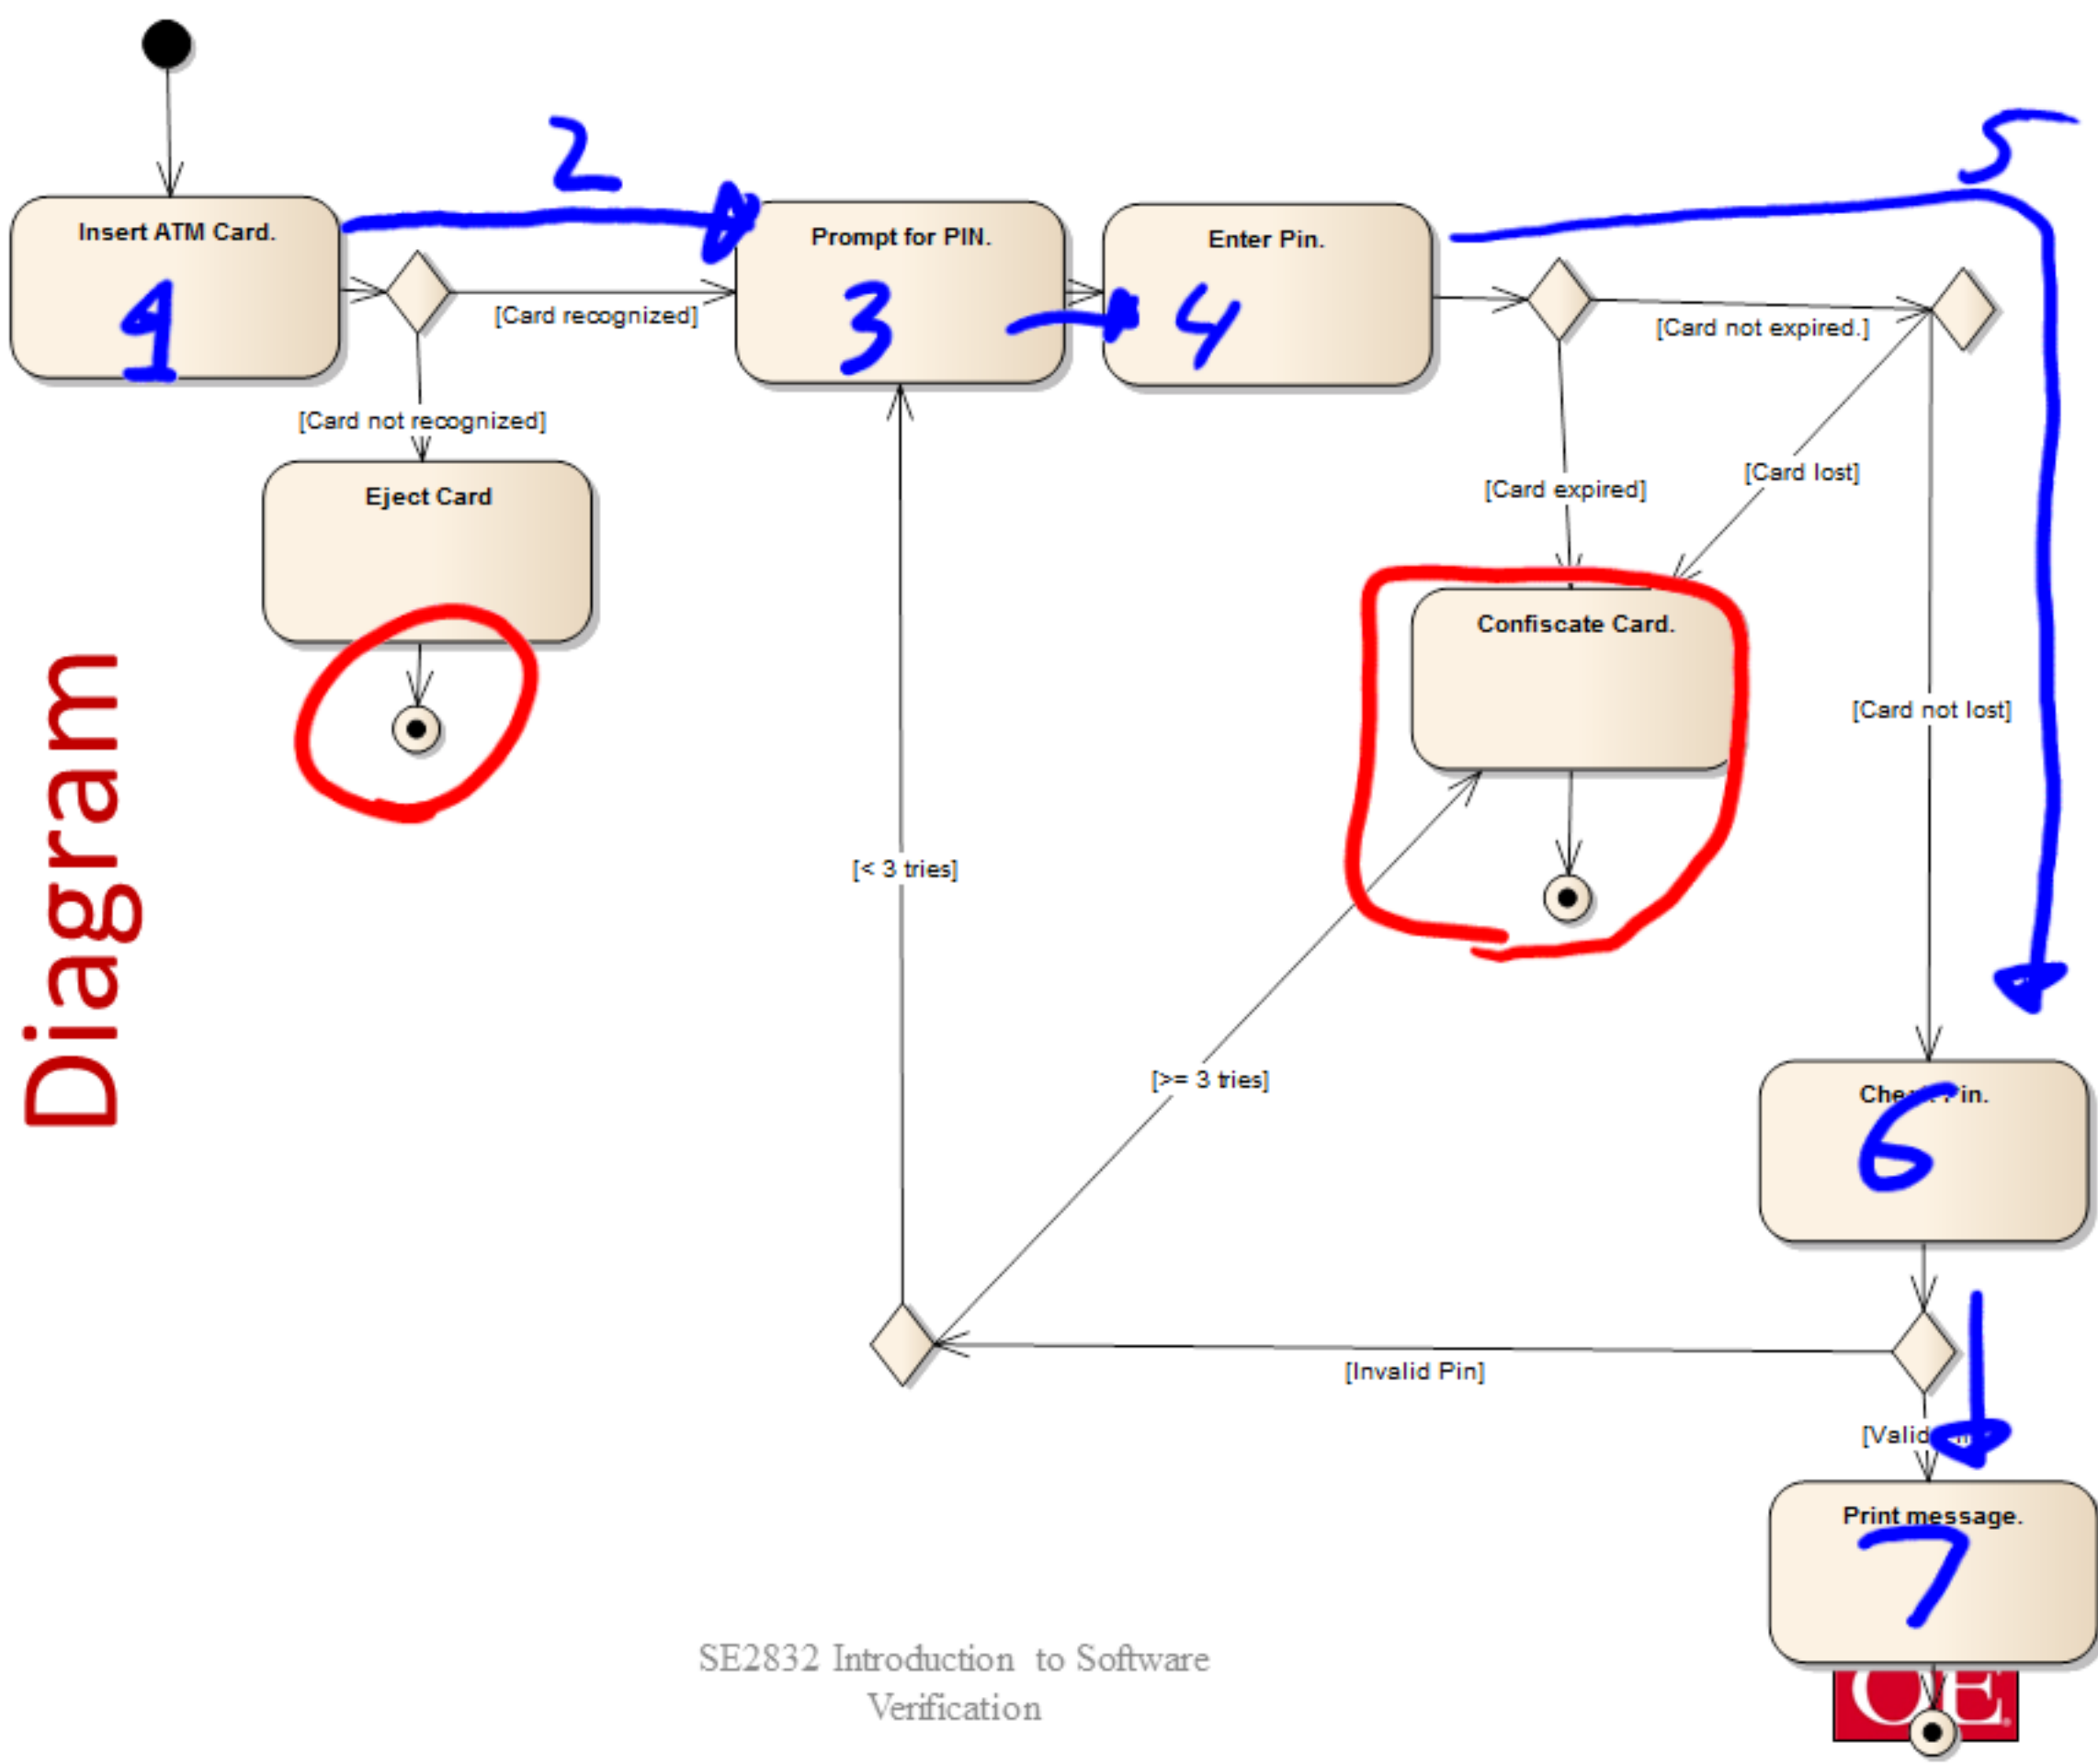 2
5
Insert ATM Card.
1
Prompt for PIN.
3
Enter Pin.
4
[Card recognized]
[Card not expired.]
[Card not recognized]
Eject Card
[Card expired]
[Card lost]
Confiscate Card.
[Card not lost]
Diagram
[< 3 tries]
[>= 3 tries]
6
[Invalid Pin]
Print message.
7
SE2832 Introduction to Software
Verification